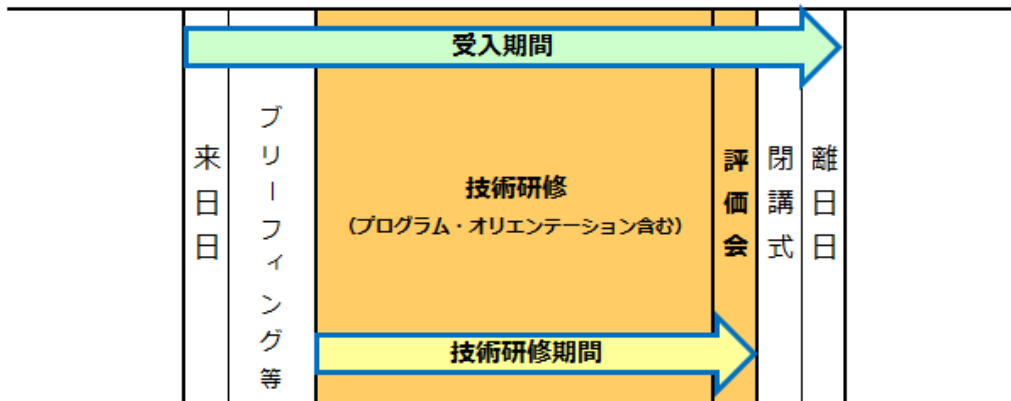 受入期間
来日日
ブリーフィング等
技術研修
(プログラム・オリエンテーション含む)
評価会
閉講式
離日日
技術研修期間